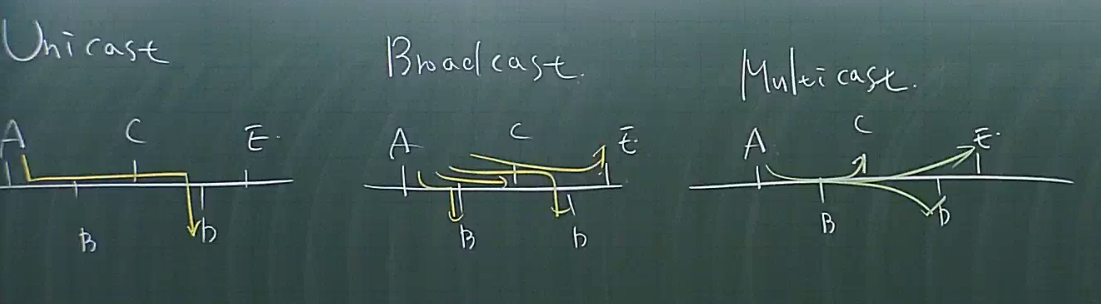 Unicast
A C E
B D
Broadcast.
A C E
B D
Multicast.
A C E
B D